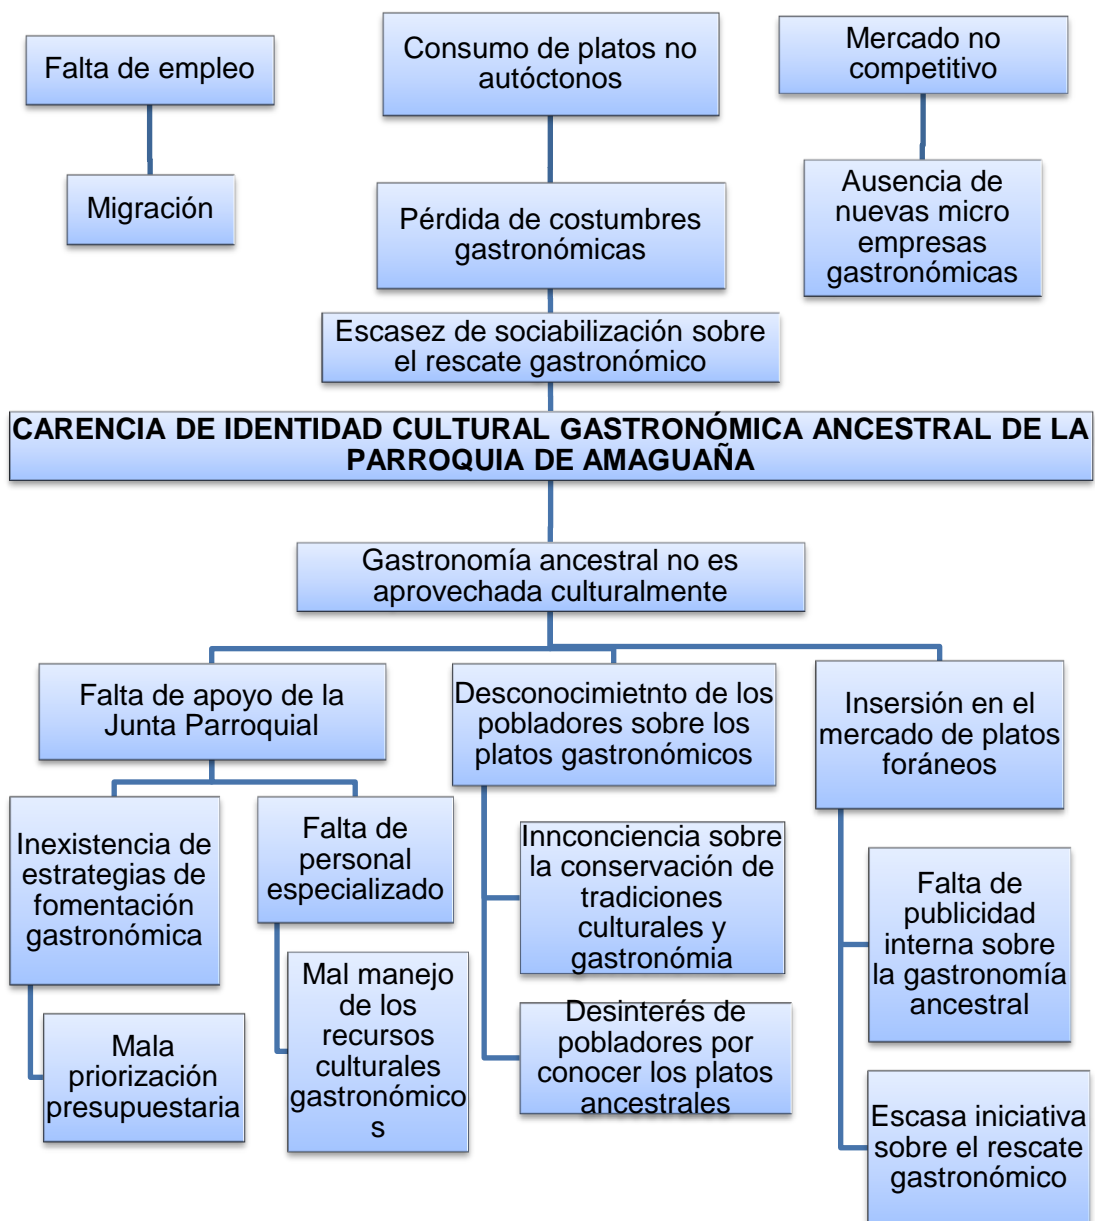 Falta de empleo
Consumo de platos no
autóctonos
Mercado no
competitivo
Migración
Pérdida de costumbres
gastronómicas
Ausencia de
nuevas micro
empresas
gastronómicas
Escasez de sociabilización sobre
el rescate gastronómico
CARENCIA DE IDENTIDAD CULTURAL GASTRONÓMICA ANCESTRAL DE LA
PARROQUIA DE AMAGUAÑA
Gastronomía ancestral no es
aprovechada culturalmente
Falta de apoyo de la
Junta Parroquial
Desconocimietnto de los
pobladores sobre los
platos gastronómicos
Insersión en el
mercado de platos
foráneos
Inexistencia de
estrategias de
fomentación
gastronómica
Falta de
personal
especializado
Innconciencia sobre
la conservación de
tradiciones
culturales y
gastronómia
Falta de
publicidad
interna sobre
la gastronomía
ancestral
Mala
priorización
presupuestaria
Mal manejo
de los
recursos
culturales
gastronómico
s
Desinterés de
pobladores por
conocer los platos
ancestrales
Escasa iniciativa
sobre el rescate
gastronómico